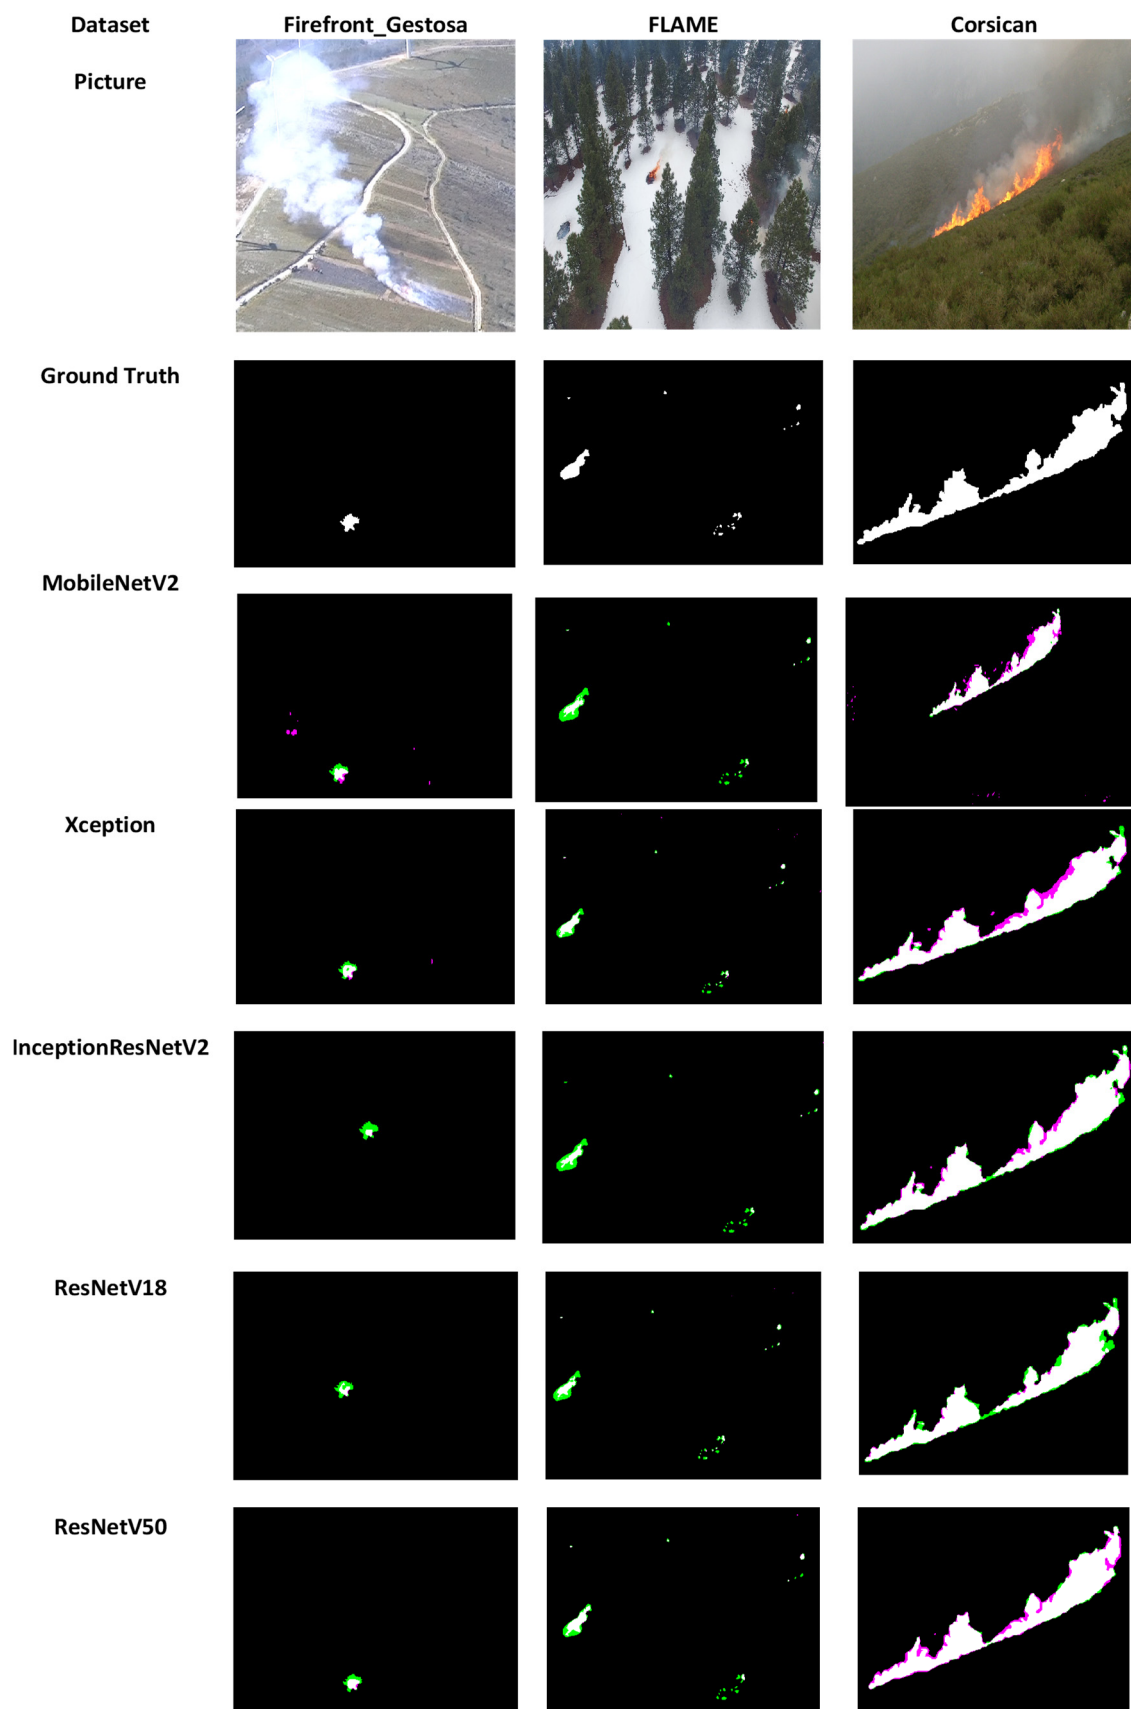 Dataset Firefront_Gestosa FLAME Corsican
Picture
Ground Truth
MobileNetV2
Xception
InceptionResNetV2
ResNetV18
ResNetV50